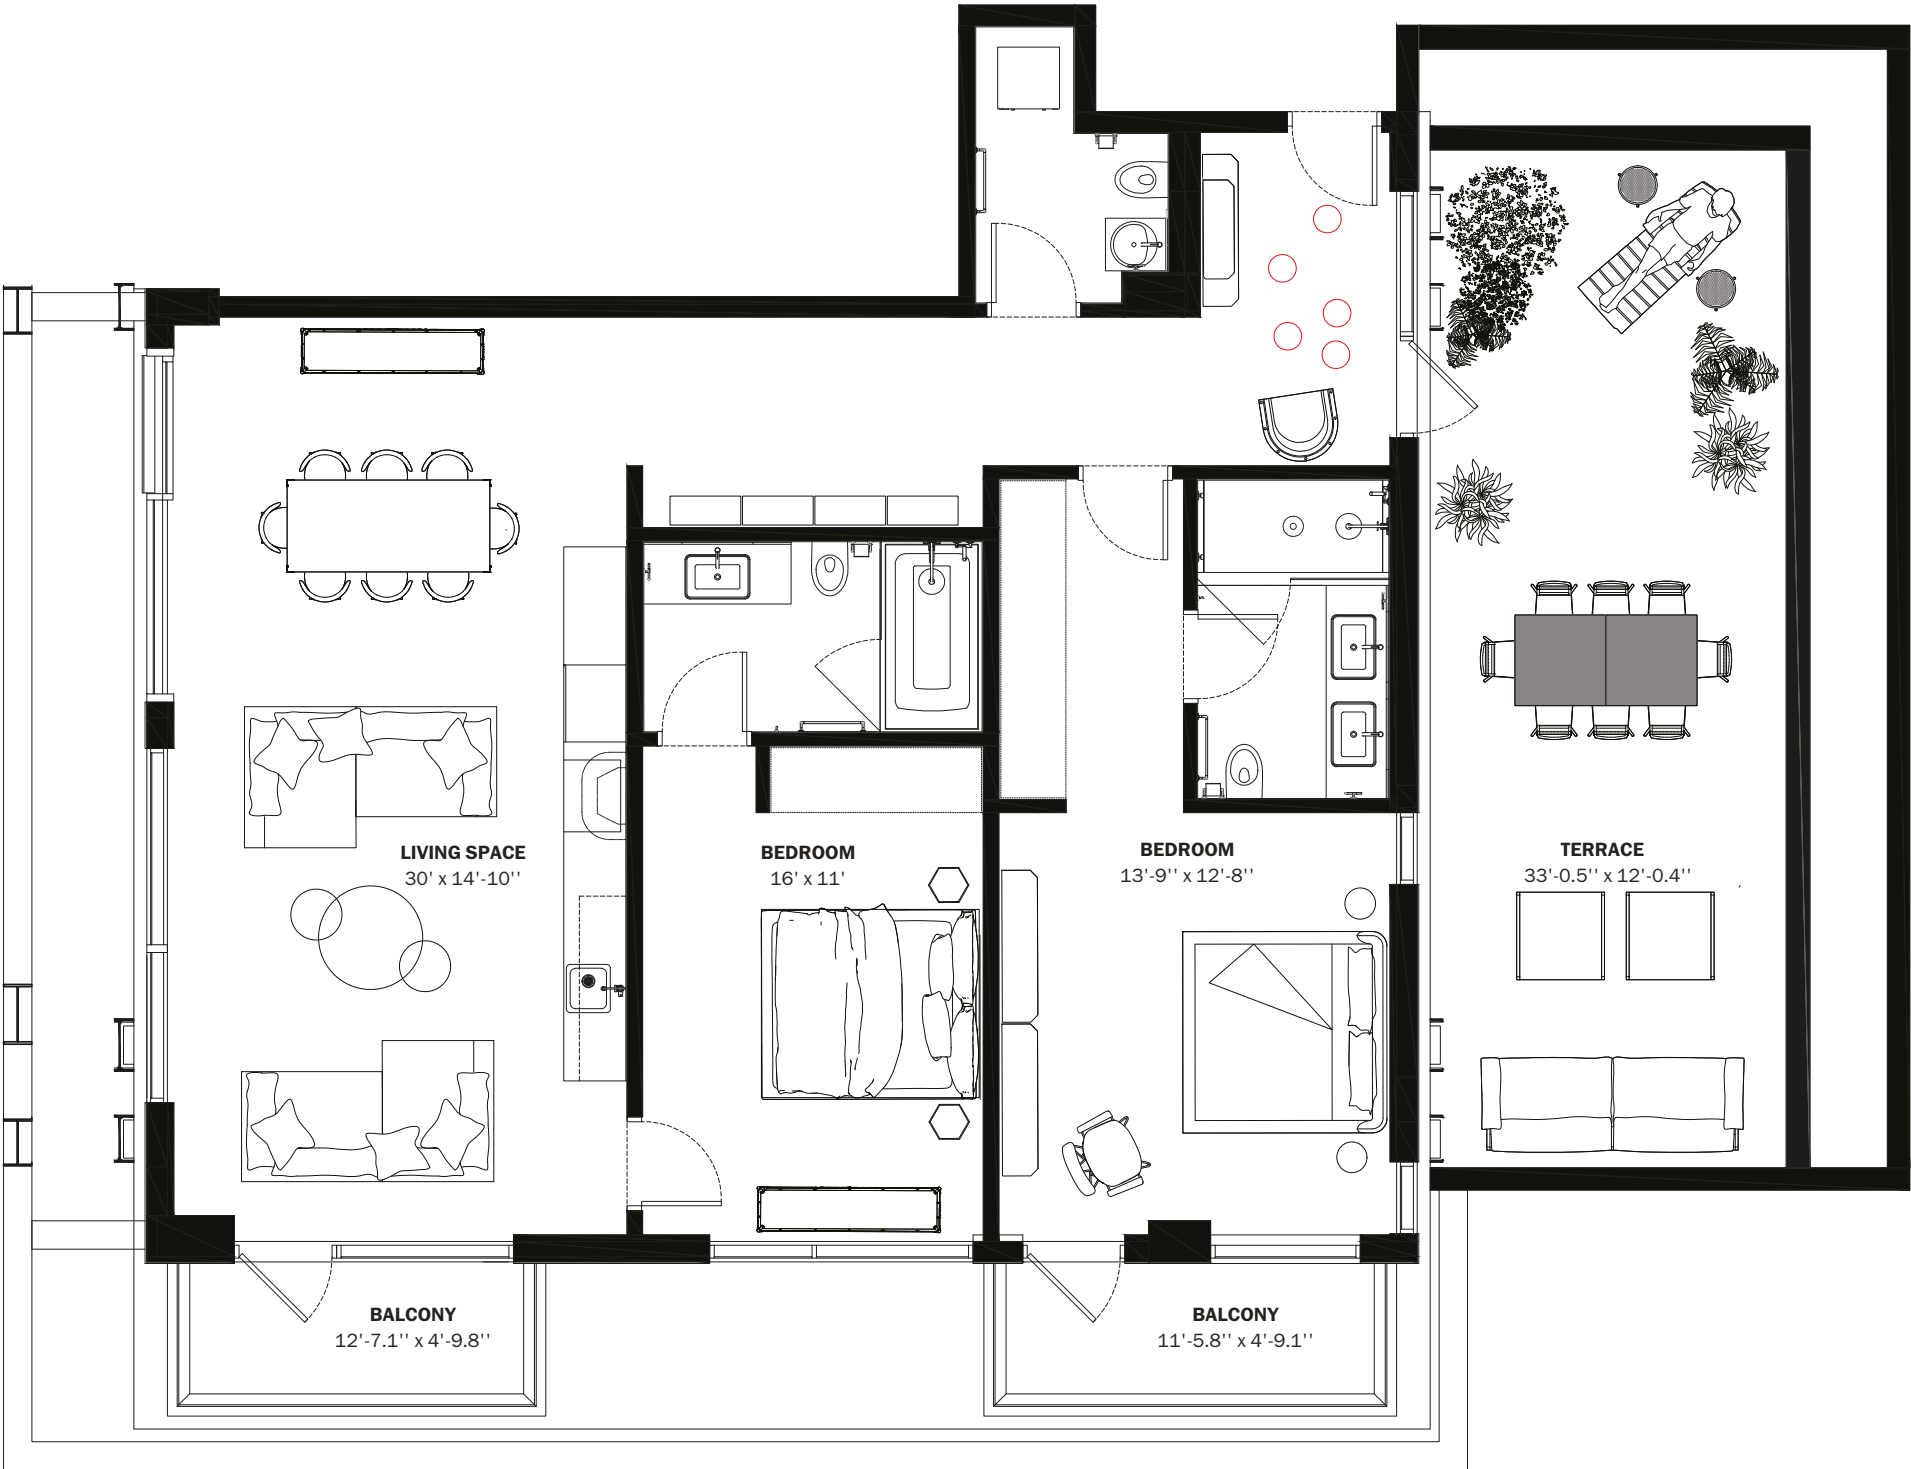 LIVING SPACE
30' x 14'-10''
BEDROOM
16' x 11'
BEDROOM
13'-9'' x 12'-8''
TERRACE
33'-0.5'' x 12'-0.4''
BALCONY
12'-7.1'' x 4'-9.8''
BALCONY
11'-5.8'' x 4'-9.1''